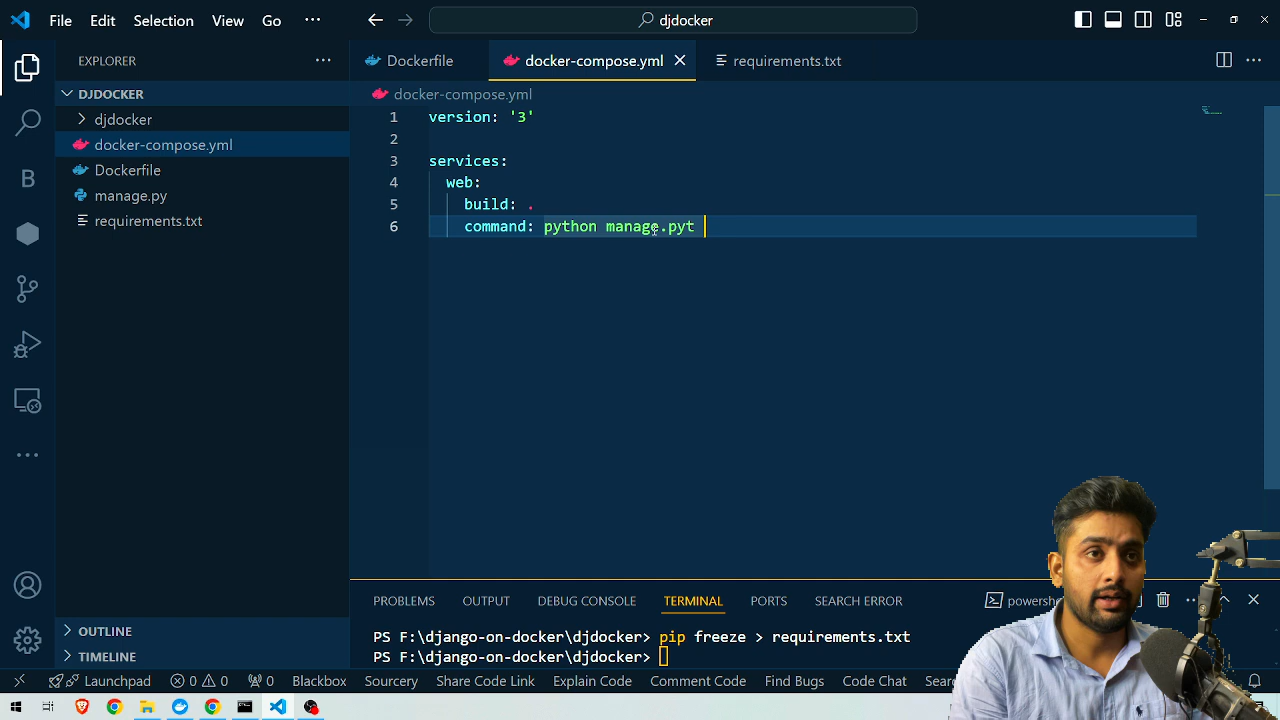 File Edit Selection View Go ··· djdocker
EXPLORER ···
DJDOCKER
djdocker
docker-compose.yml
Dockerfile
manage.py
requirements.txt
OUTLINE
TIMELINE
Dockerfile docker-compose.yml requirements.txt
docker-compose.yml
1 version: '3'
2
3 services:
4 web:
5 build: .
6 command: python manage.pyt
PROBLEMS OUTPUT DEBUG CONSOLE TERMINAL PORTS SEARCH ERROR
PS F:\django-on-docker\djdocker> pip freeze > requirements.txt
PS F:\django-on-docker\djdocker>
Launchpad 0 0 0 Blackbox Sourcery Share Code Link Explain Code Comment Code Find Bugs Code Chat